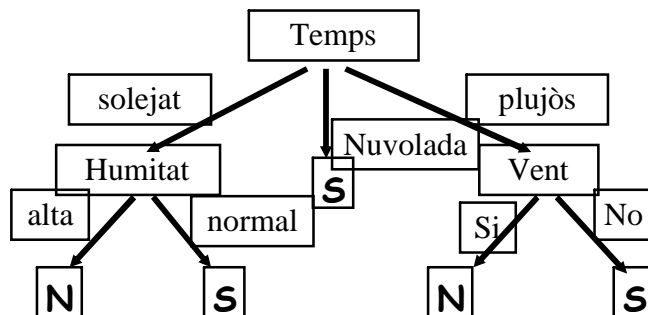 Temps
solejat
plujòs
Nuvolada
Humitat
S
Vent
alta
normal
Si
No
N
S
N
S